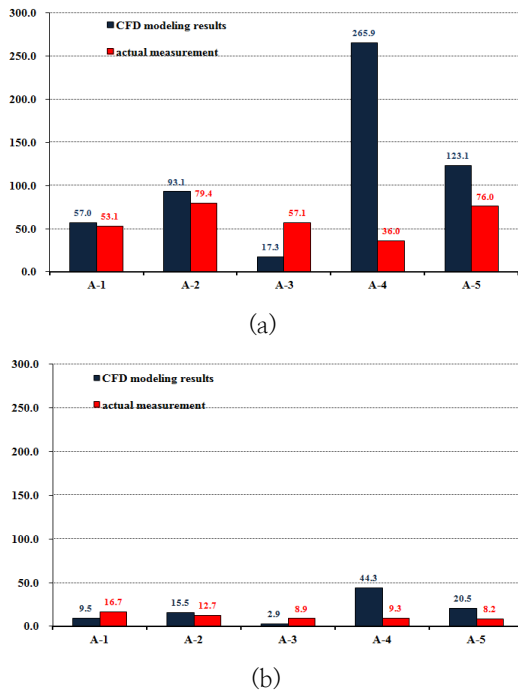 300.0
CFD modeling results
265.9
actual measurement
250.0
200.0
150.0
123.1
93.1
100.0
79.4
76.0
57.0
53.1
57.1
50.0
36.0
17.3
0.0
A-1 A-2 A-3 A-4 A-5
(a)
300.0
CFD modeling results
250.0
actual measurement
200.0
150.0
100.0
50.0
44.3
9.5 16.7 15.5 12.7 2.9 8.9 9.3 20.5 8.2
0.0
A-1 A-2 A-3 A-4 A-5
(b)